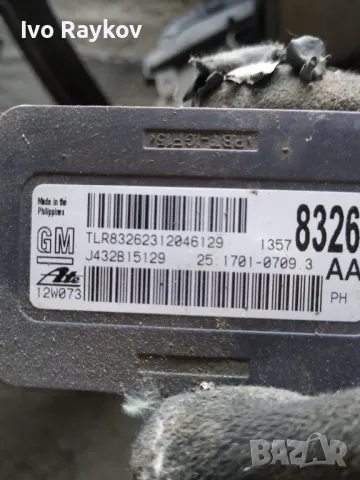 Ivo Raykov
Made in the
Philippines
GM
TLR83262312046129
1357
8326
J432B15129
25.1701-0709.3
AA
Ate
12W073
PH
BAZAR